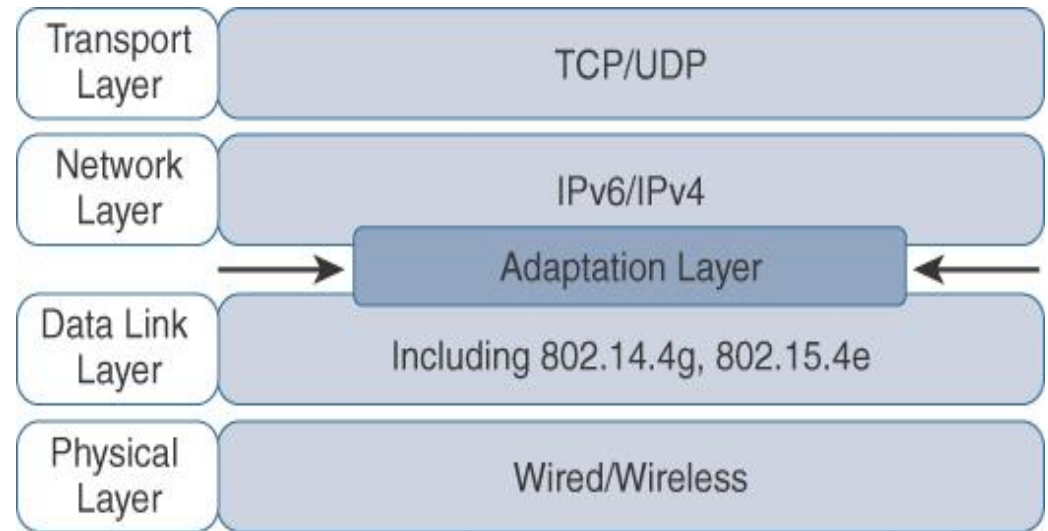 Transport
Layer
TCP/UDP
Network
Layer
IPv6/IPv4
Adaptation Layer
Data Link
Layer
Including 802.14.4g, 802.15.4e
Physical
Layer
Wired/Wireless